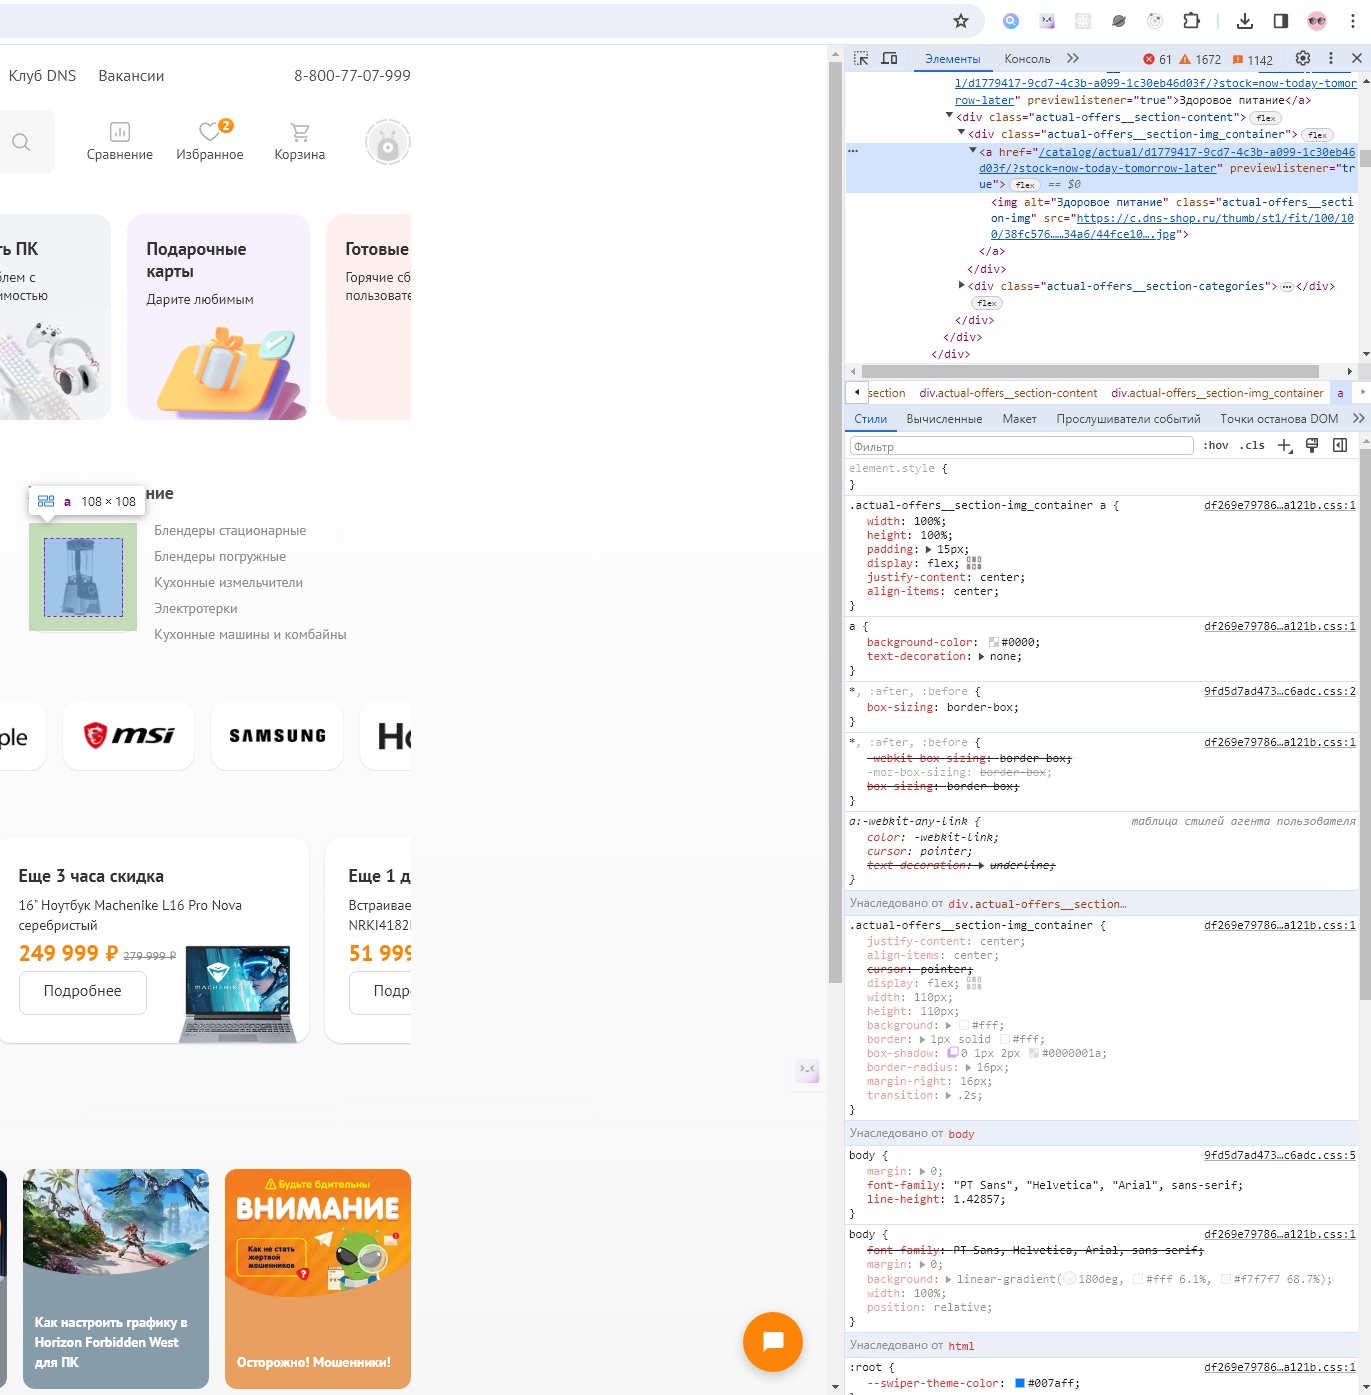 Клуб DNS Вакансии 8-800-77-07-999
2
Сравнение Избранное Корзина
ть ПК
блем с
имостью
Подарочные
карты
Дарите любимым
Готовые
Горячие сб
пользовате
a 108 × 108
ние
Блендеры стационарные
Блендеры погружные
Кухонные измельчители
Электротерки
Кухонные машины и комбайны
ple
msi
SAMSUNG
Еще 3 часа скидка
16" Ноутбук Machenike L16 Pro Nova
серебристый
249 999 ₽ 279 999 ₽
Подробнее
MACHENIKE
Еще 1 д
Встраивае
NRKI4182
51 999
Подр
Как настроить графику в
Horizon Forbidden West
для ПК
Будьте бдительны
ВНИМАНИЕ
Как не стать
жертвой
мошенников?
Осторожно! Мошенники!
Элементы Консоль 61 1672 1142
l/d1779417-9cd7-4c3b-a099-1c30eb46d03f/?stock=now-today-tomor
row-later" previewlistener="true">Здоровое питание</a>
<div class="actual-offers__section-content"> flex
<div class="actual-offers__section-img_container"> flex
<a href="/catalog/actual/d1779417-9cd7-4c3b-a099-1c30eb46
d03f/?stock=now-today-tomorrow-later" previewlistener="tr
ue"> flex == $0
<img alt="Здоровое питание" class="actual-offers__secti
on-img" src="https://c.dns-shop.ru/thumb/st1/fit/100/10
0/38fc576……34a6/44fce10….jpg">
</a>
</div>
<div class="actual-offers__section-categories"> … </div>
flex
</div>
</div>
</div>
section div.actual-offers__section-content div.actual-offers__section-img_container a
Стили Вычисленные Макет Прослушиватели событий Точки останова DOM
Фильтр :hov .cls
element.style {
}
.actual-offers__section-img_container a { df269e79786…a121b.css:1
width: 100%;
height: 100%;
padding: 15px;
display: flex;
justify-content: center;
align-items: center;
}
a { df269e79786…a121b.css:1
background-color: #0000;
text-decoration: none;
}
*, :after, :before { 9fd5d7ad473…c6adc.css:2
box-sizing: border-box;
}
*, :after, :before { df269e79786…a121b.css:1
-webkit-box-sizing: border-box;
-moz-box-sizing: border-box;
box-sizing: border-box;
}
a:-webkit-any-link { таблица стилей агента пользователя
color: -webkit-link;
cursor: pointer;
text-decoration: underline;
}
Унаследовано от div.actual-offers__section…
.actual-offers__section-img_container { df269e79786…a121b.css:1
justify-content: center;
align-items: center;
cursor: pointer;
display: flex;
width: 110px;
height: 110px;
background: #fff;
border: 1px solid #fff;
box-shadow: 0 1px 2px #0000001a;
border-radius: 16px;
margin-right: 16px;
transition: .2s;
}
Унаследовано от body
body { 9fd5d7ad473…c6adc.css:5
margin: 0;
font-family: "PT Sans", "Helvetica", "Arial", sans-serif;
line-height: 1.42857;
}
body { df269e79786…a121b.css:1
font-family: PT Sans, Helvetica, Arial, sans-serif;
margin: 0;
background: linear-gradient(180deg, #fff 6.1%, #f7f7f7 68.7%);
width: 100%;
position: relative;
}
Унаследовано от html
:root { df269e79786…a121b.css:1
--swiper-theme-color: #007aff;